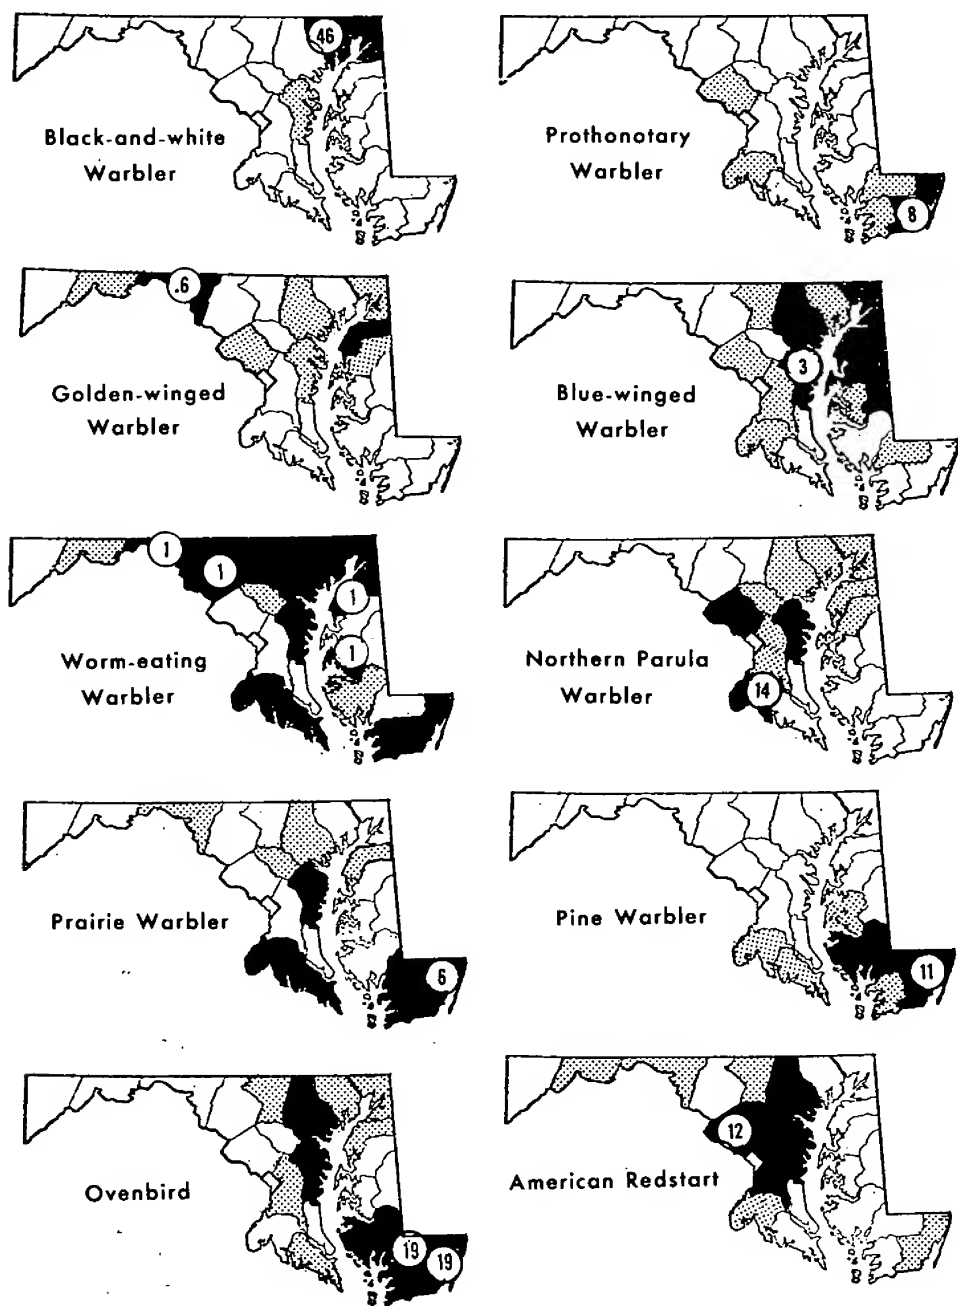 46
Black-and-white
Warbler
Prothonotary
Warbler
8
.6
Golden-winged
Warbler
3
Blue-winged
Warbler
1
1
1
1
Worm-eating
Warbler
Northern Parula
Warbler
14
Prairie Warbler
6
Pine Warbler
11
Ovenbird
19
19
12
American Redstart